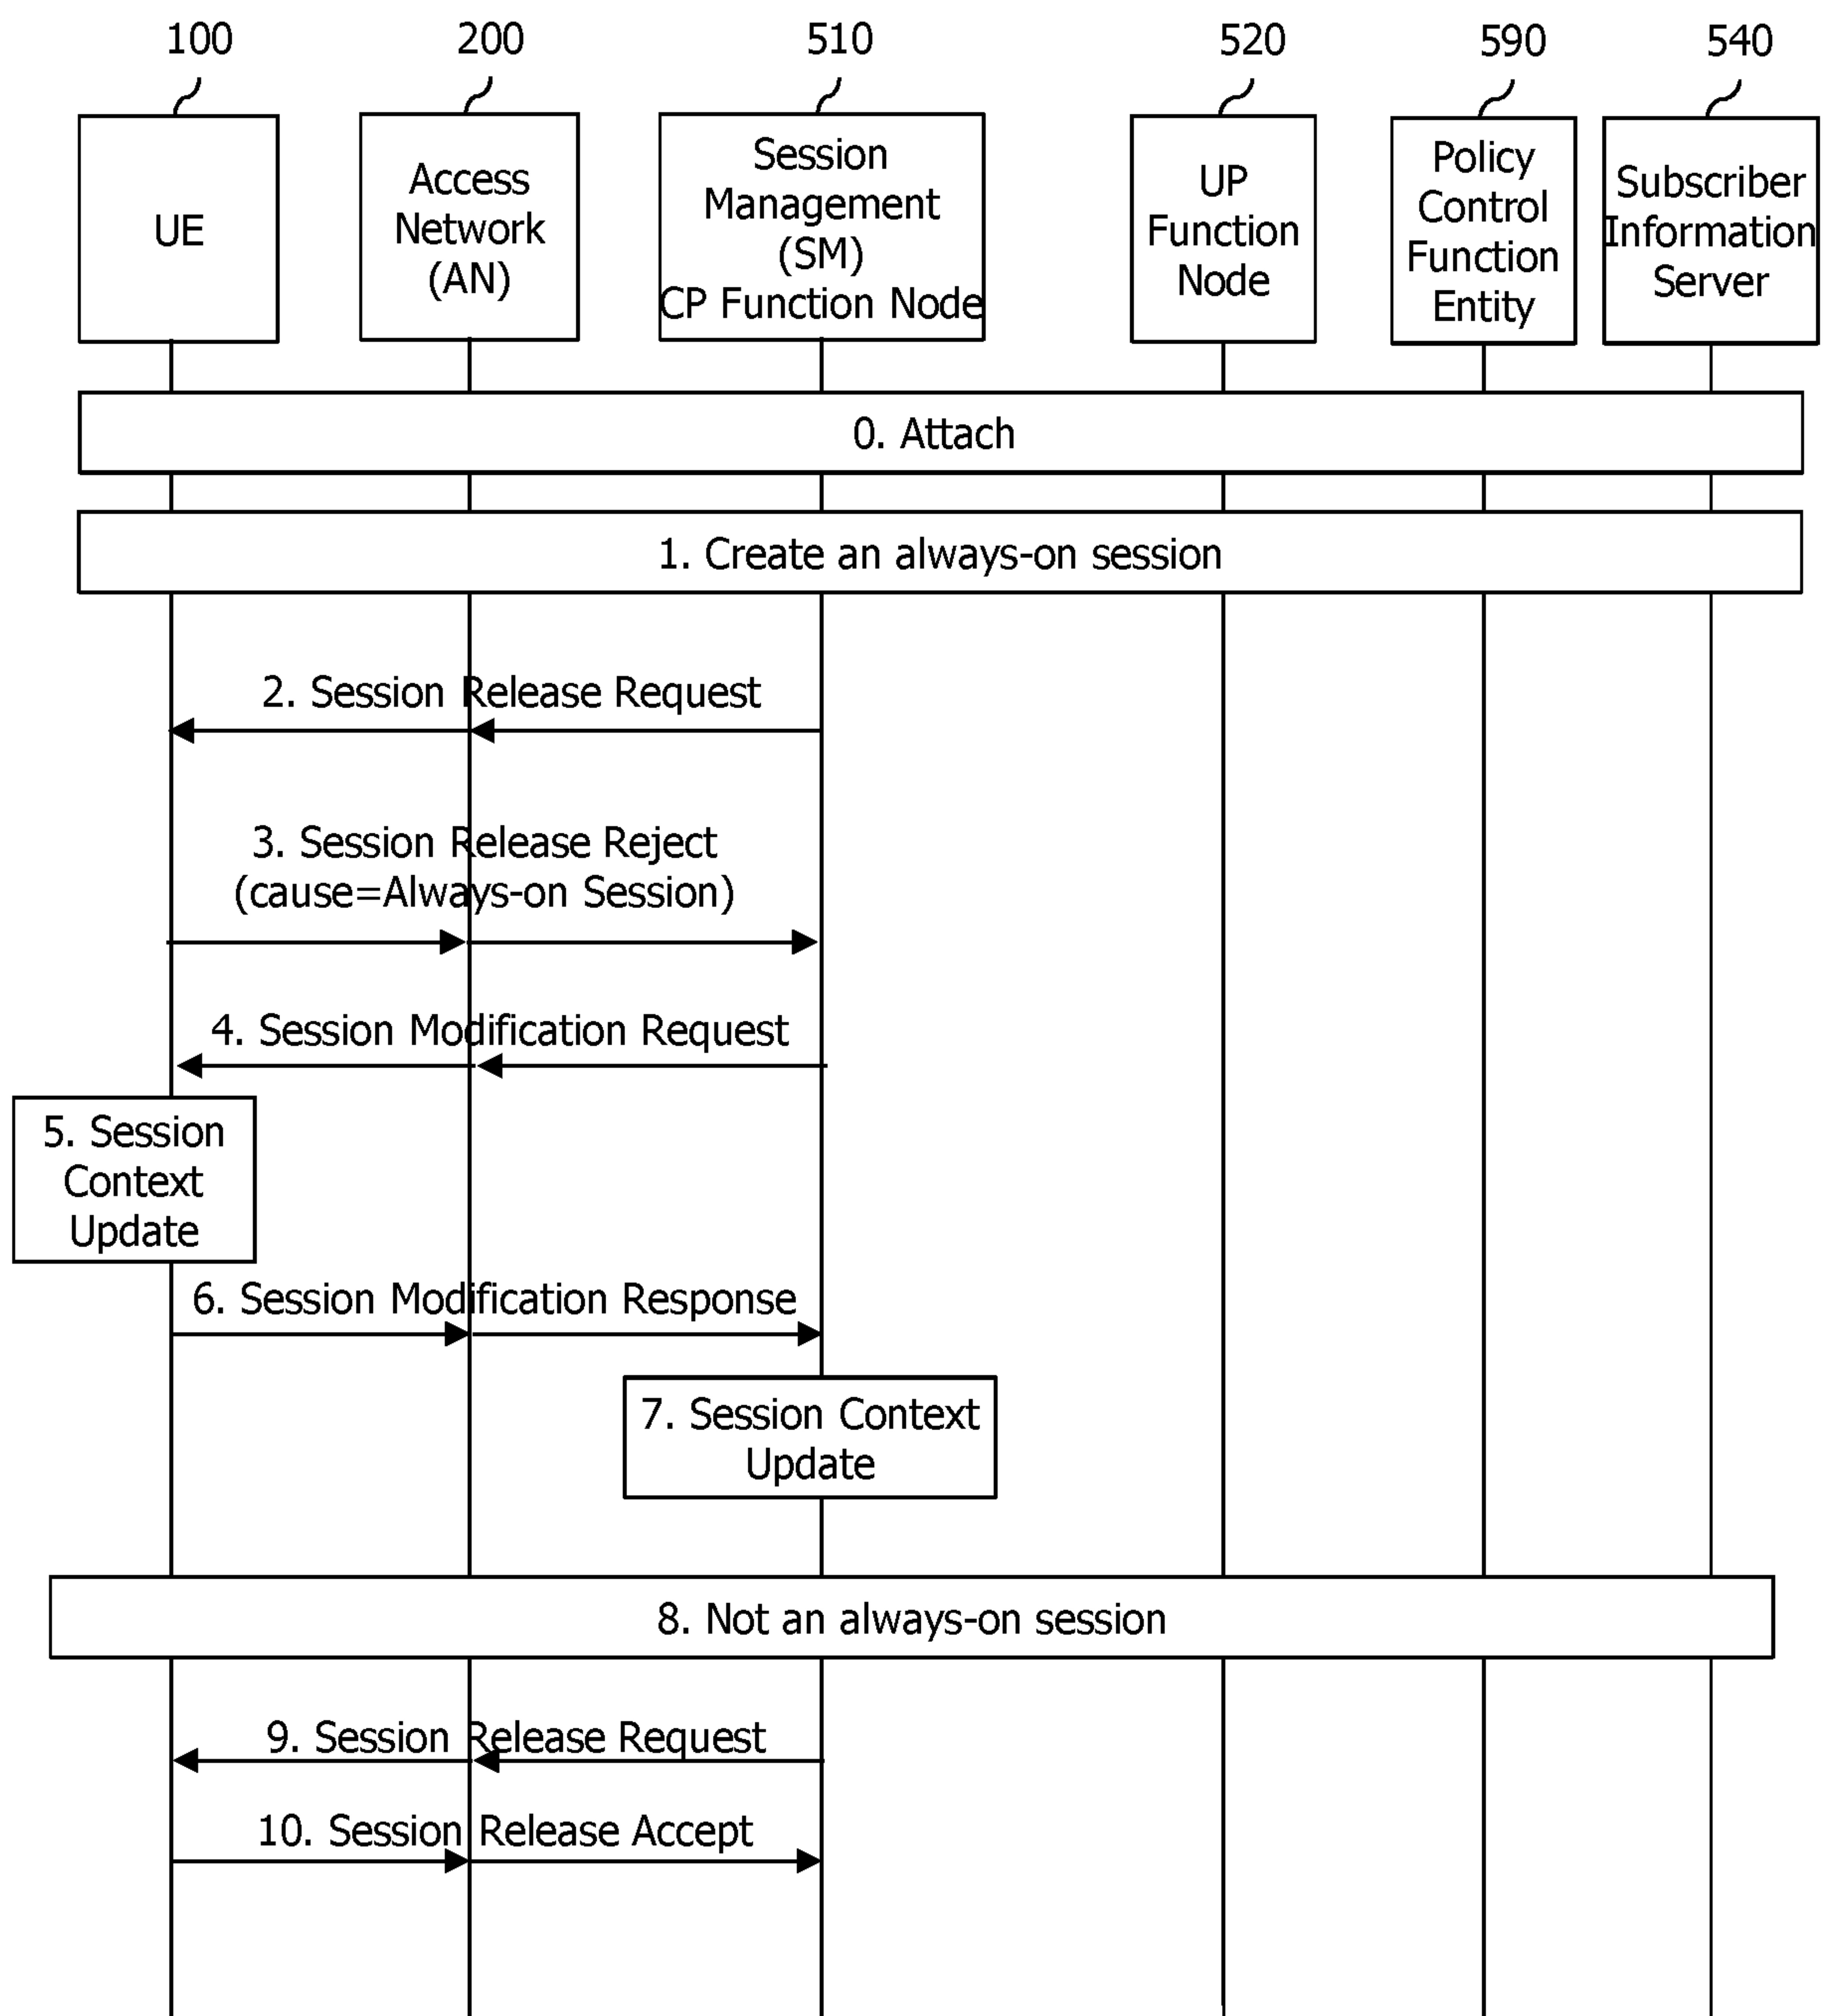 100
200
510
520
590
540
UE
Access
Network
(AN)
Session
Management
(SM)
CP Function Node
UP
Function
Node
Policy
Control
Function
Entity
Subscriber
Information
Server
0. Attach
1. Create an always-on session
2. Session Release Request
3. Session Release Reject
(cause=Always-on Session)
4. Session Modification Request
5. Session
Context
Update
6. Session Modification Response
7. Session Context
Update
8. Not an always-on session
9. Session Release Request
10. Session Release Accept